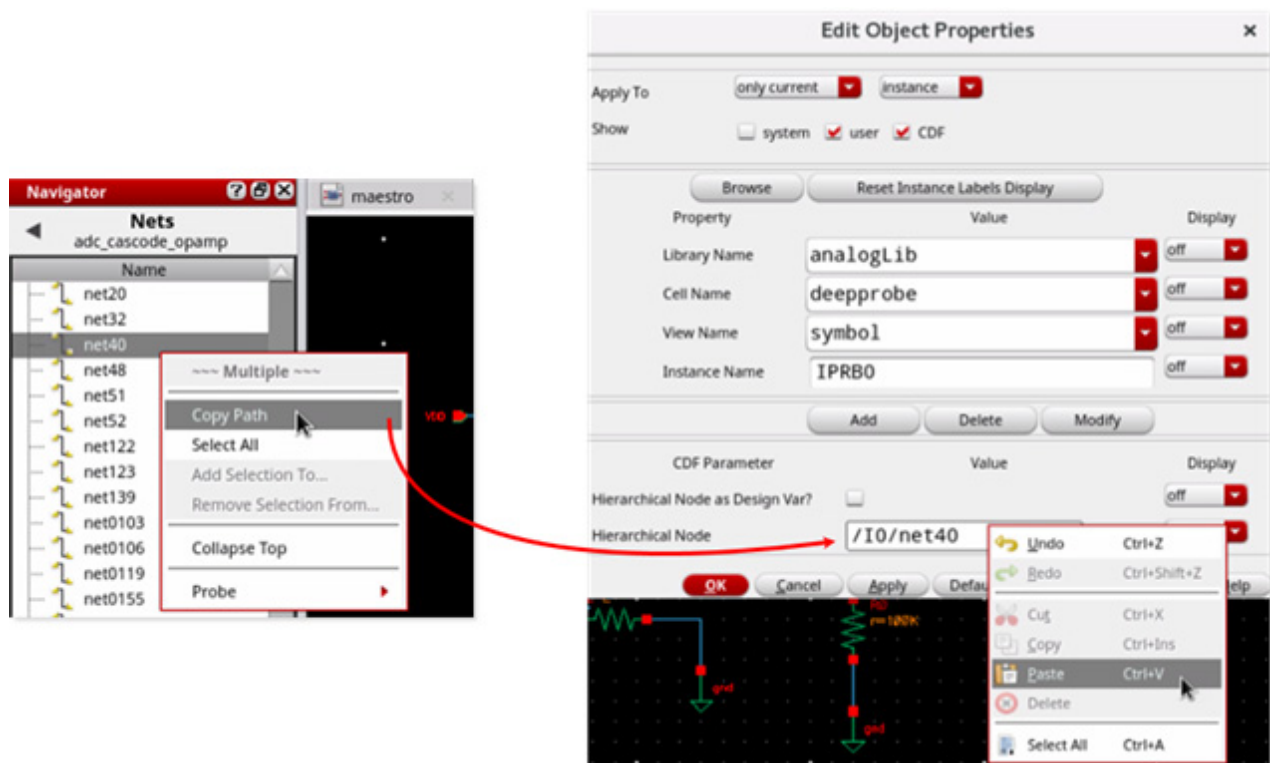 Navigator
maestro
Nets
adc_cascode_opamp
Name
net20
net32
net40
net48
net51
net52
net122
net123
net139
net0103
net0106
net0119
net0155
~~~ Multiple ~~~
Copy Path
Select All
Add Selection To...
Remove Selection From...
Collapse Top
Probe
Edit Object Properties
Apply To only current instance
Show system user CDF
Browse Reset Instance Labels Display
Property Value Display
Library Name analogLib off
Cell Name deepprobe off
View Name symbol off
Instance Name IPRB0 off
Add Delete Modify
CDF Parameter Value Display
Hierarchical Node as Design Var? off
Hierarchical Node /I0/net40
OK Cancel Apply Defau elp
Undo Ctrl+Z
Redo Ctrl+Shift+Z
Cut Ctrl+X
Copy Ctrl+Ins
Paste Ctrl+V
Delete
Select All Ctrl+A
r=100K
gnd
gnd